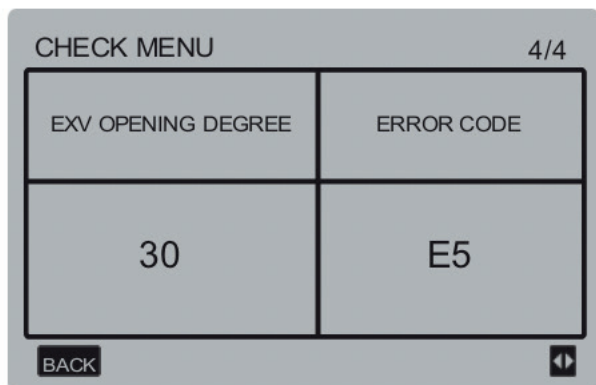 CHECK MENU 4/4
EXV OPENING DEGREE ERROR CODE
30 E5
BACK